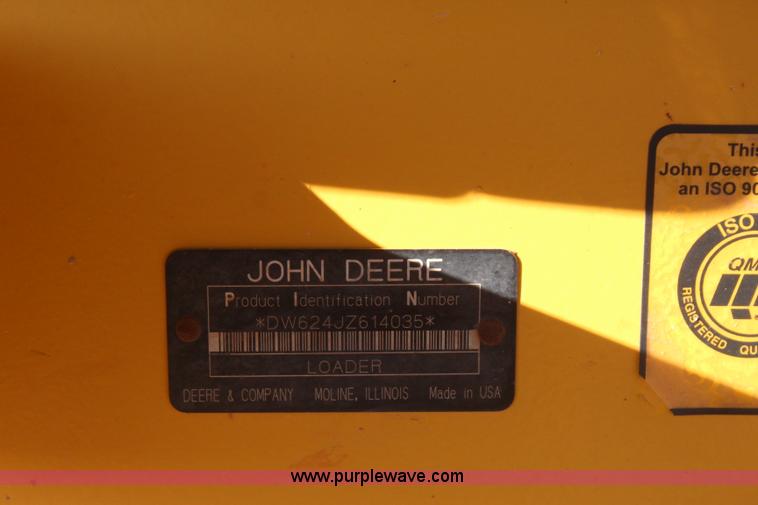 JOHN DEERE
Product Identification Number
*DW624JZ614035*
LOADER
DEERE & COMPANY MOLINE, ILLINOIS Made in USA
This
John Deere
an ISO 90
ISO
QM
REGISTERED QU
www.purplewave.com